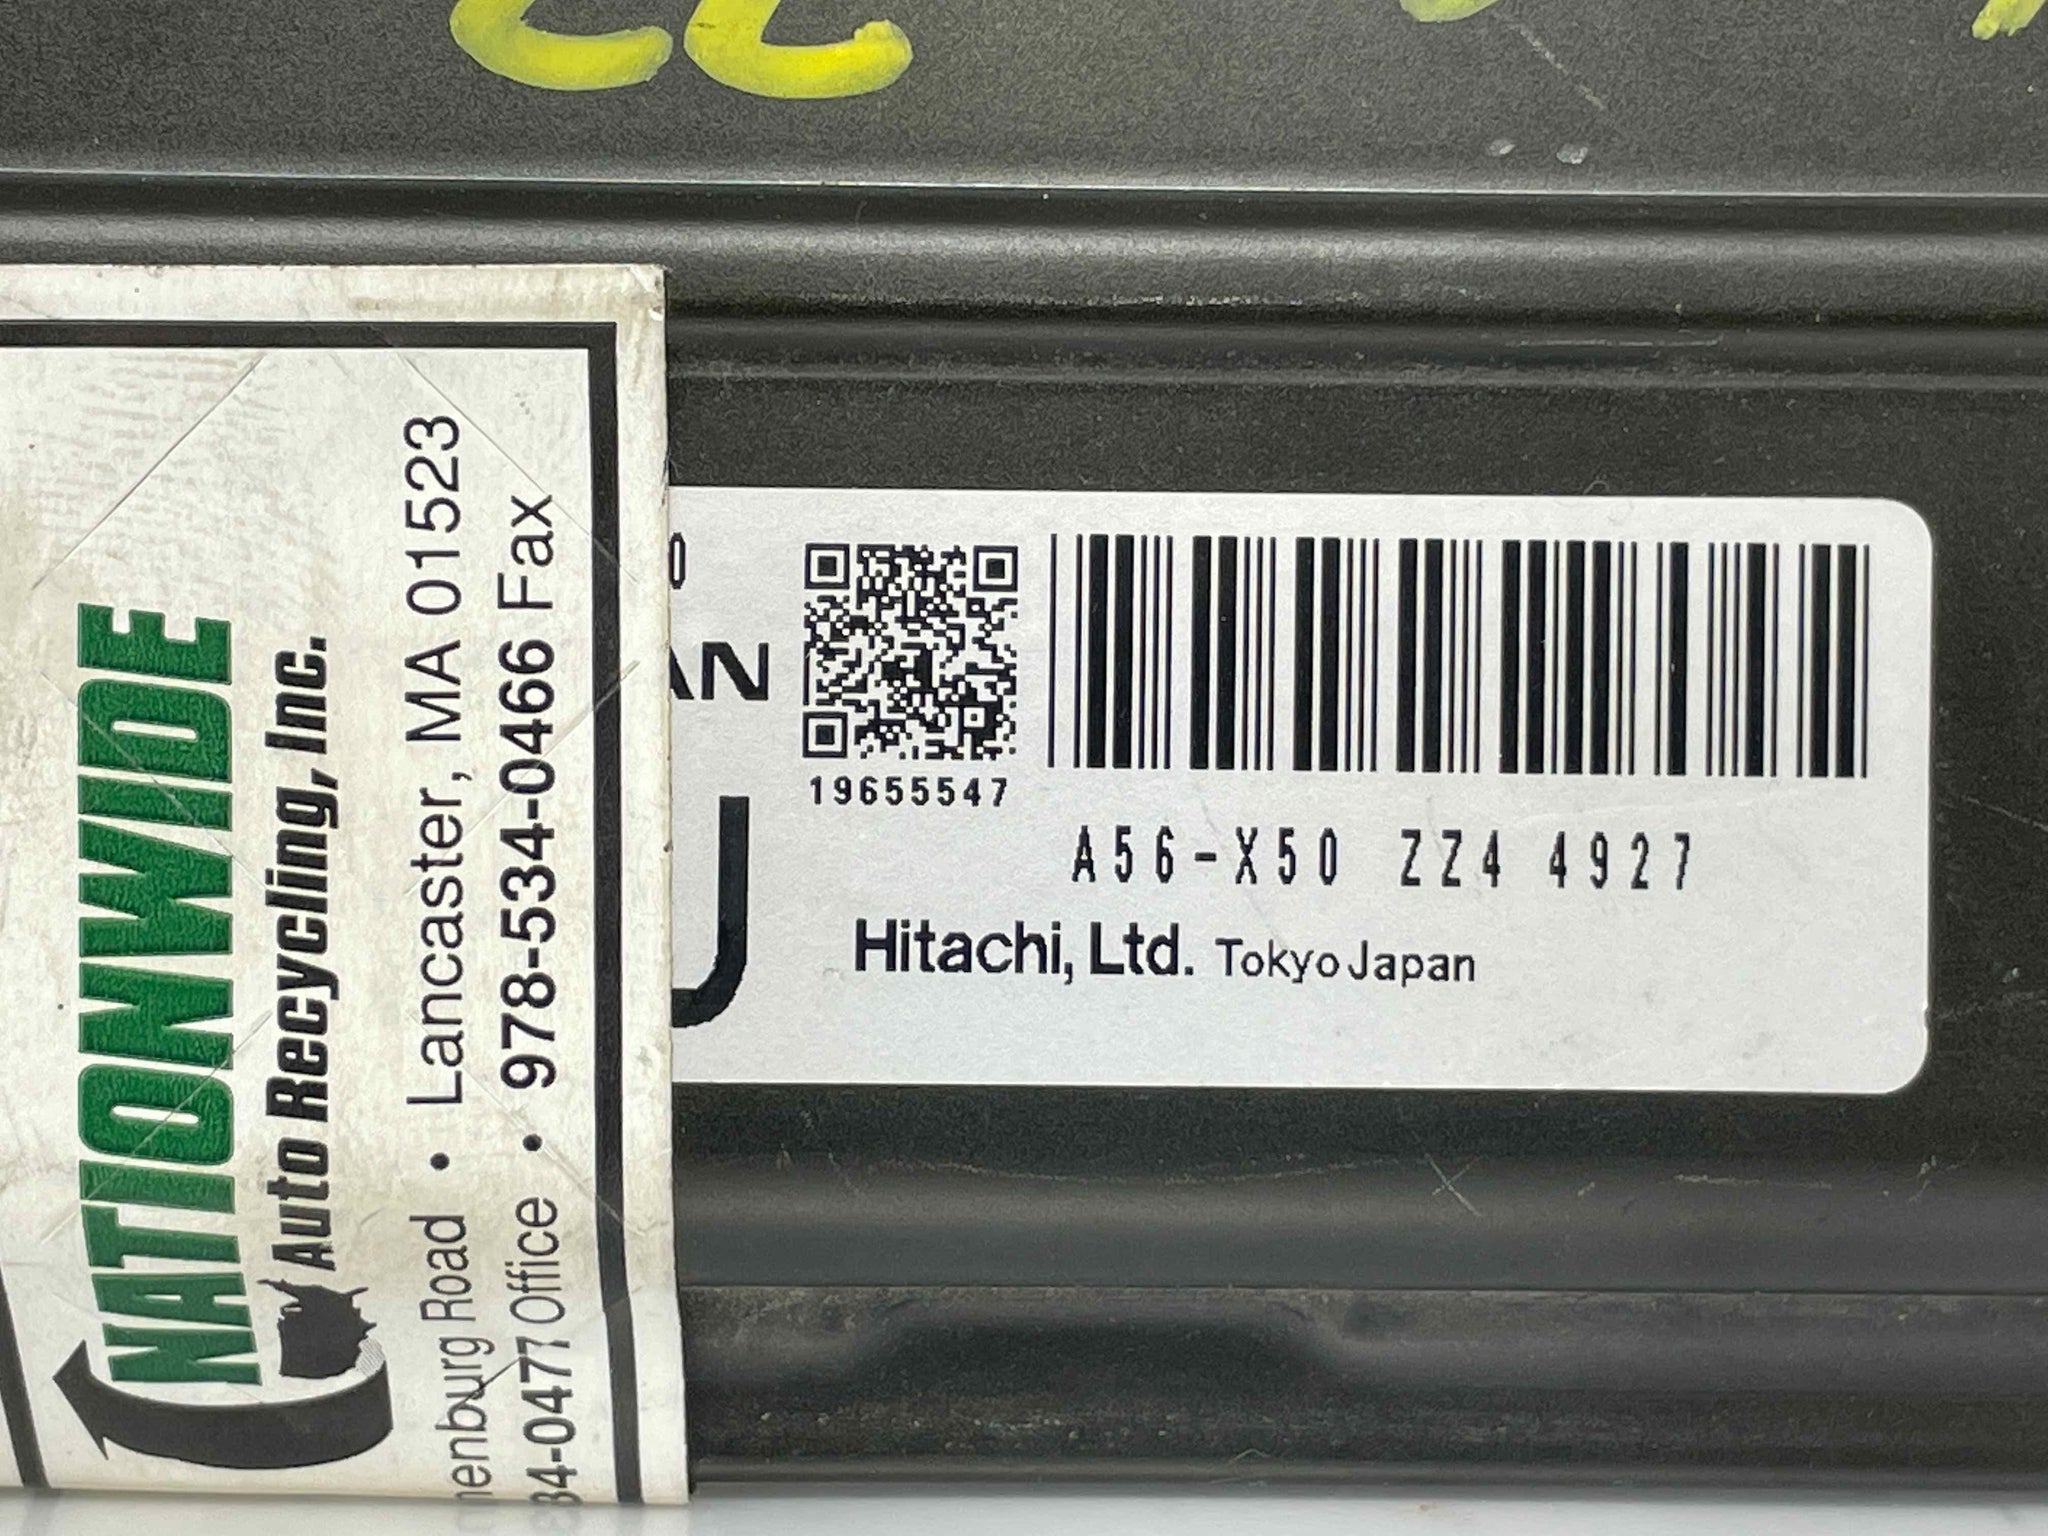 NATIONWIDE
Auto Recycling, Inc.
Road • Lancaster, MA 01523
34-0477 Office • 978-534-0466 Fax
0
AN
19655547
U
A56-X50 ZZ4 4927
Hitachi, Ltd. Tokyo Japan